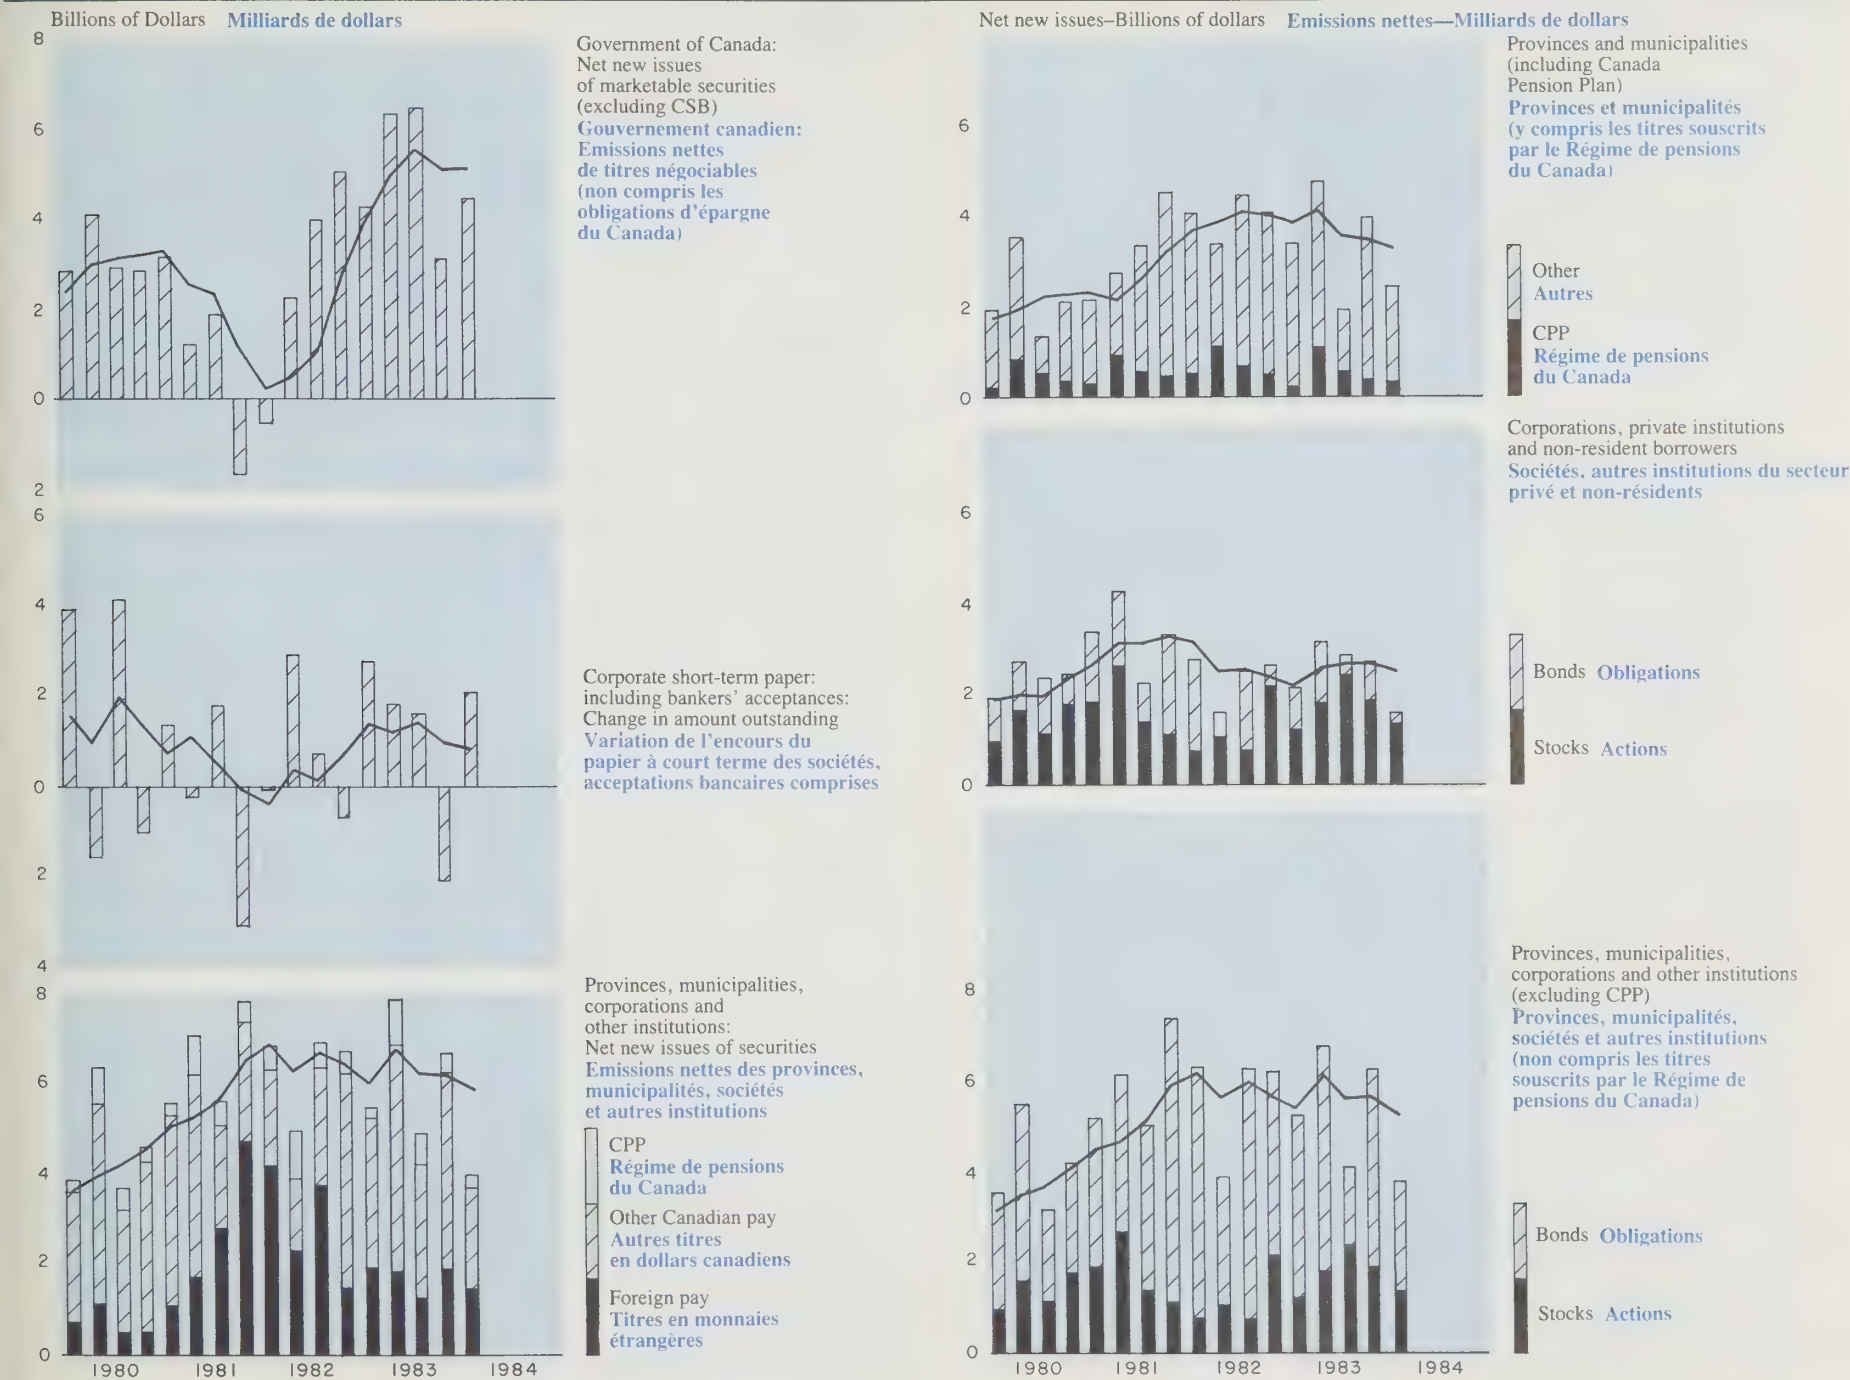 Billions of Dollars Milliards de dollars
8
6
4
2
0
2
Government of Canada:
Net new issues
of marketable securities
(excluding CSB)
Gouvernement canadien:
Emissions nettes
de titres négociables
(non compris les
obligations d'épargne
du Canada)
6
4
2
0
2
4
Corporate short-term paper:
including bankers' acceptances:
Change in amount outstanding
Variation de l'encours du
papier à court terme des sociétés,
acceptations bancaires comprises
8
6
4
2
0
1980 1981 1982 1983 1984
Provinces, municipalities,
corporations and
other institutions:
Net new issues of securities
Emissions nettes des provinces,
municipalités, sociétés
et autres institutions
CPP
Régime de pensions
du Canada
Other Canadian pay
Autres titres
en dollars canadiens
Foreign pay
Titres en monnaies
étrangères
Net new issues–Billions of dollars Emissions nettes—Milliards de dollars
6
4
2
0
Provinces and municipalities
(including Canada
Pension Plan)
Provinces et municipalités
(y compris les titres souscrits
par le Régime de pensions
du Canada)
Other
Autres
CPP
Régime de pensions
du Canada
6
4
2
0
Corporations, private institutions
and non-resident borrowers
Sociétés, autres institutions du secteur
privé et non-résidents
Bonds Obligations
Stocks Actions
8
6
4
2
0
1980 1981 1982 1983 1984
Provinces, municipalities,
corporations and other institutions
(excluding CPP)
Provinces, municipalités,
sociétés et autres institutions
(non compris les titres
souscrits par le Régime de
pensions du Canada)
Bonds Obligations
Stocks Actions